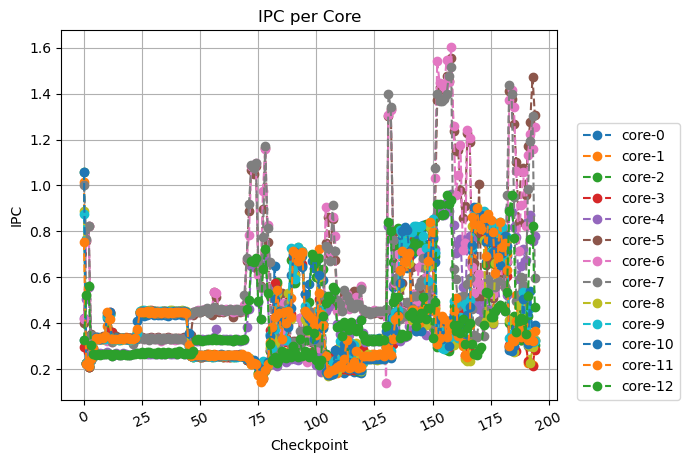 IPC per Core
IPC
1.6
1.4
1.2
1.0
0.8
0.6
0.4
0.2
0
25
50
75
100
125
150
175
200
Checkpoint
core-0
core-1
core-2
core-3
core-4
core-5
core-6
core-7
core-8
core-9
core-10
core-11
core-12